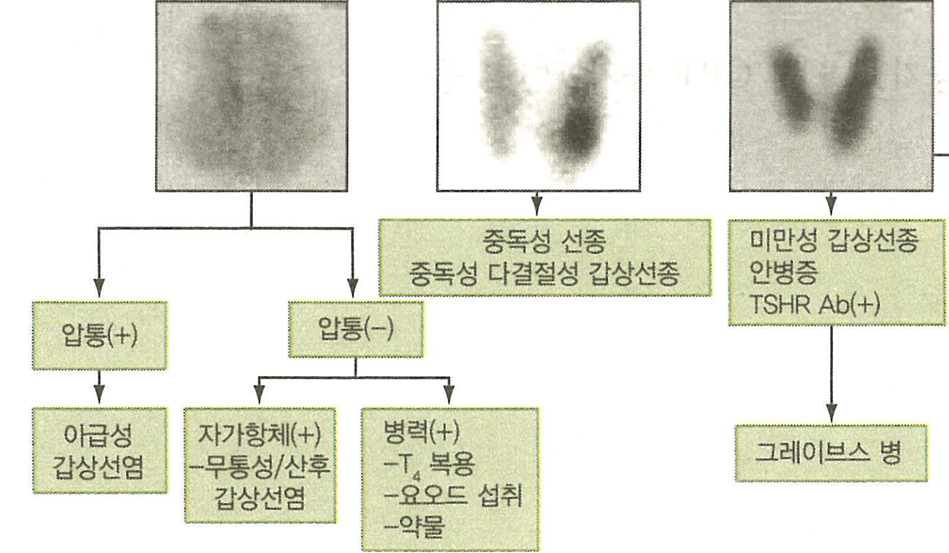 중독성 선종
중독성 다결절성 갑상선종
미만성 갑상선종
안병증
TSHR Ab(+)
압통(+)
압통(−)
아급성
갑상선염
자가항체(+)
−무통성/산후
갑상선염
병력(+)
−T₄ 복용
−요오드 섭취
−약물
그레이브스 병